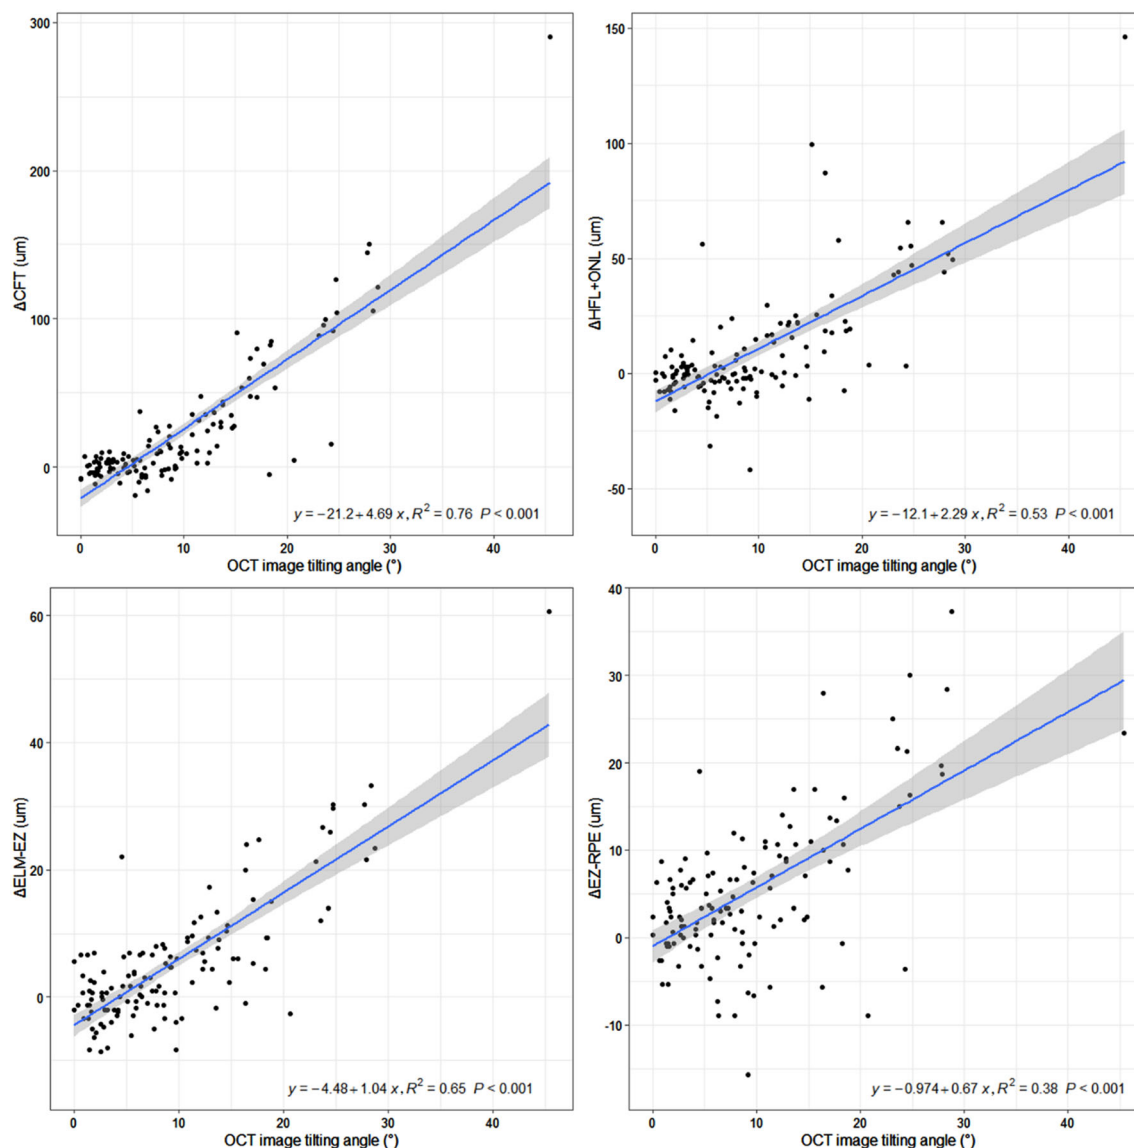 300
200
100
0
ΔCFT (um)
y = −21.2 + 4.69 x, R² = 0.76 P < 0.001
0 10 20 30 40
OCT image tilting angle (°)
150
100
50
0
-50
ΔHFL+ONL (um)
y = −12.1 + 2.29 x, R² = 0.53 P < 0.001
0 10 20 30 40
OCT image tilting angle (°)
60
40
20
0
ΔELM-EZ (um)
y = −4.48 + 1.04 x, R² = 0.65 P < 0.001
0 10 20 30 40
OCT image tilting angle (°)
40
30
20
10
0
-10
ΔEZ-RPE (um)
y = −0.974 + 0.67 x, R² = 0.38 P < 0.001
0 10 20 30 40
OCT image tilting angle (°)